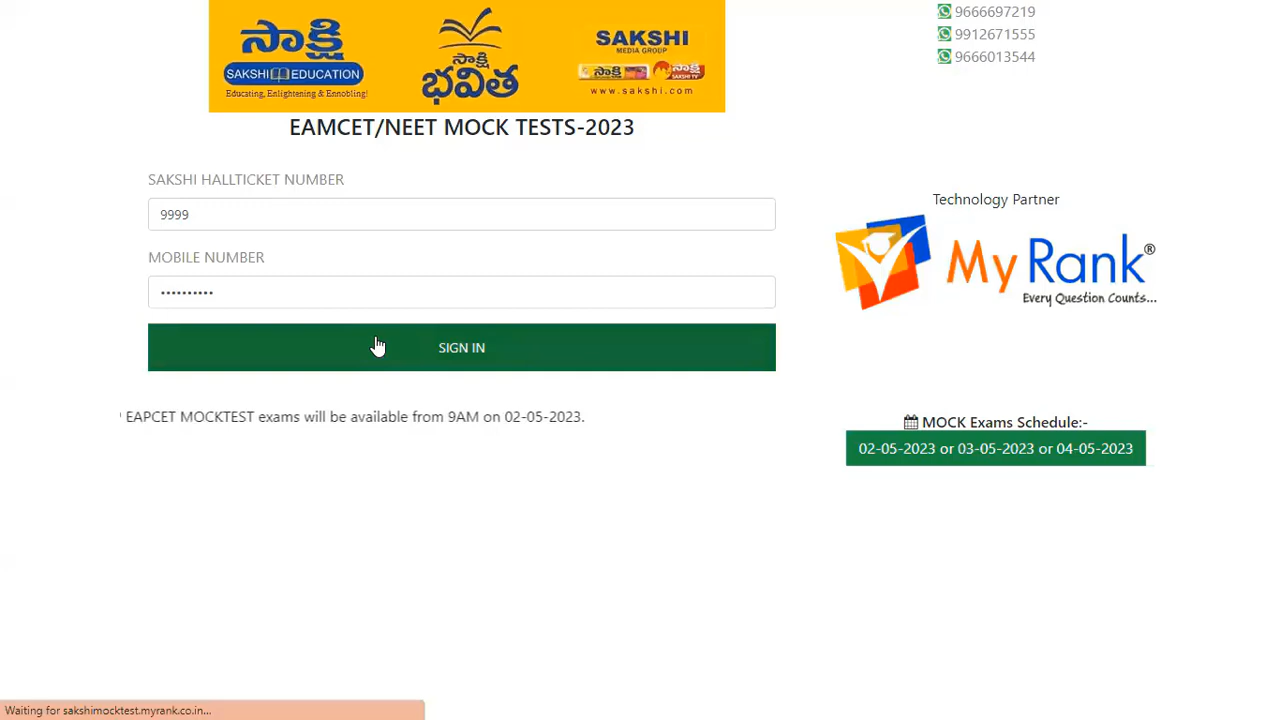 సాక్షి
SAKSHI EDUCATION
Educating, Enlightening & Ennobling!
సాక్షి
భవిత
SAKSHI
MEDIA GROUP
సాక్షి
సాక్షి
SAKSHI TV
www.sakshi.com
9666697219
9912671555
9666013544
EAMCET/NEET MOCK TESTS-2023
SAKSHI HALLTICKET NUMBER
9999
MOBILE NUMBER
••••••••••
SIGN IN
EAPCET MOCKTEST exams will be available from 9AM on 02-05-2023.
Technology Partner
My Rank®
Every Question Counts...
MOCK Exams Schedule:-
02-05-2023 or 03-05-2023 or 04-05-2023
Waiting for sakshimocktest.myrank.co.in...